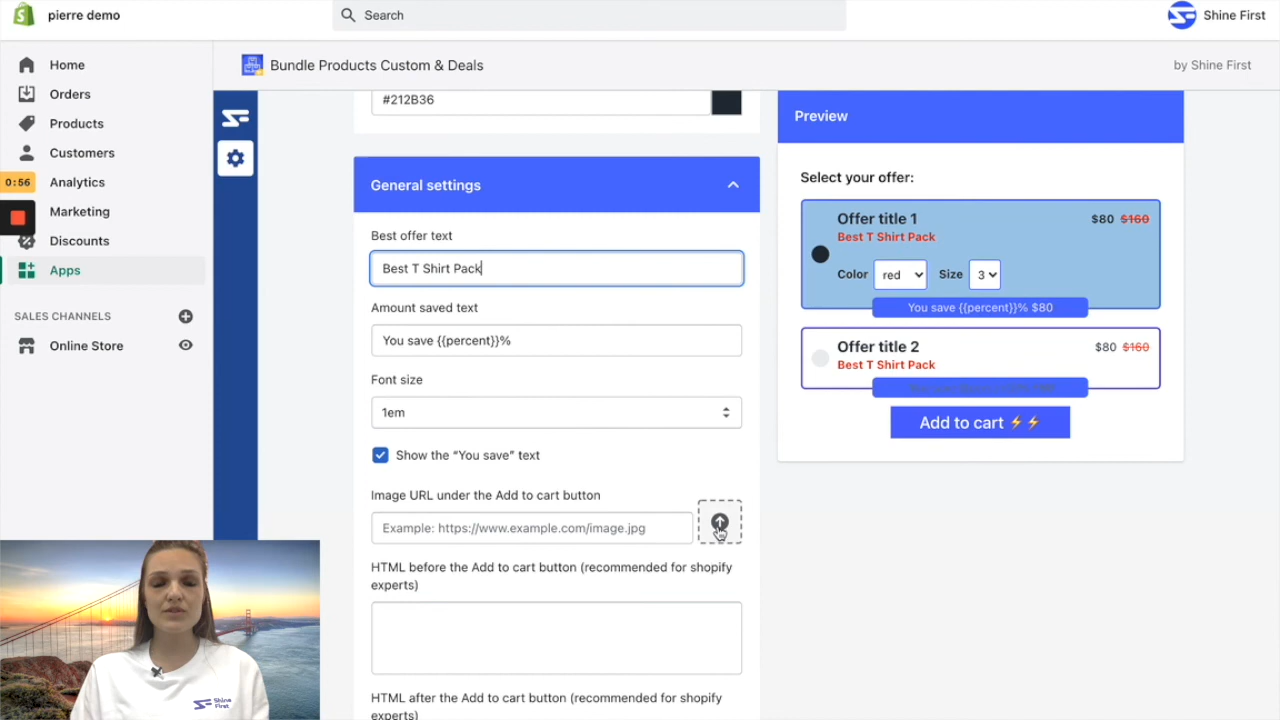 pierre demo
Search
Shine First
Home
Orders
Products
Customers
0:56
Analytics
Marketing
Discounts
Apps
SALES CHANNELS
Online Store
Bundle Products Custom & Deals
by Shine First
#212B36
General settings
Best offer text
Best T Shirt Pack
Amount saved text
You save {{percent}}%
Font size
1em
Show the “You save” text
Image URL under the Add to cart button
Example: https://www.example.com/image.jpg
HTML before the Add to cart button (recommended for shopify
experts)
HTML after the Add to cart button (recommended for shopify
experts)
Preview
Select your offer:
Offer title 1 $80 $160
Best T Shirt Pack
Color red Size 3
You save {{percent}}% $80
Offer title 2 $80 $160
Best T Shirt Pack
Add to cart ⚡⚡
Shine
First